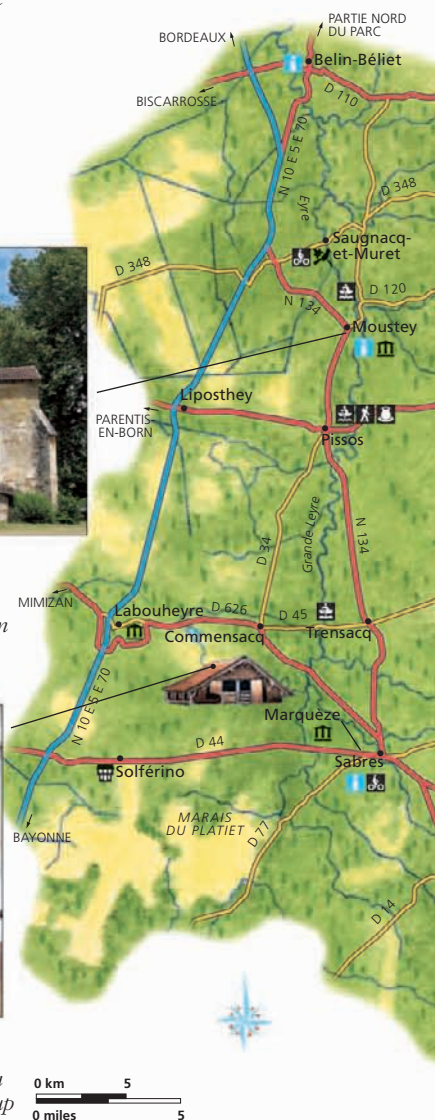 PARTIE NORD
DU PARC
BORDEAUX
Belin-Béliet
BISCARROSSE
D 110
N 10 E 5 E 70
Eyre
D 348
Saugnacq-
et-Muret
D 348
D 120
N 134
Moustey
Liposthey
PARENTIS-
EN-BORN
Pissos
Grande Leyre
D 34
N 134
MIMIZAN
n
Labouheyre
D 626
D 45
Commensacq
Trensacq
N 10 E 5 E 70
Marquèze
D 44
Sabres
Solférino
MARAIS
DU PLATIET
D 77
BAYONNE
D 14
0 km 5
up
0 miles 5